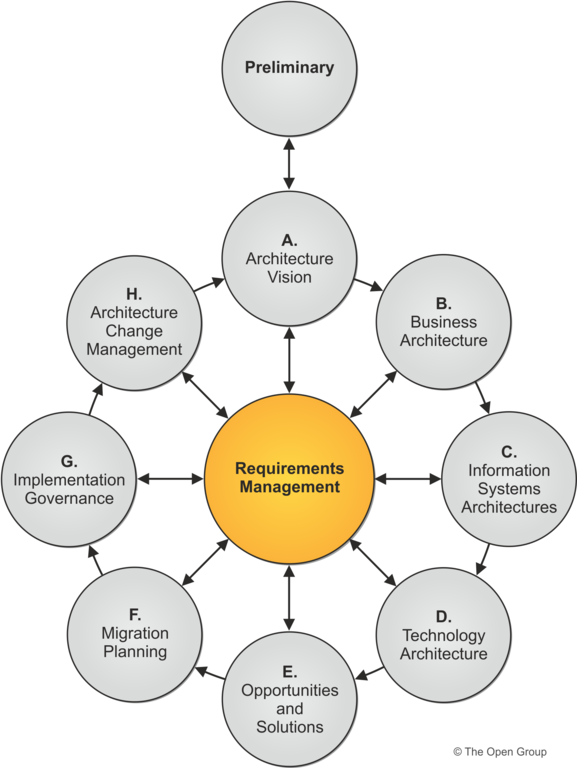 Preliminary
A.
Architecture
Vision
B.
Business
Architecture
C.
Information
Systems
Architectures
D.
Technology
Architecture
E.
Opportunities
and
Solutions
F.
Migration
Planning
G.
Implementation
Governance
H.
Architecture
Change
Management
Requirements
Management
© The Open Group